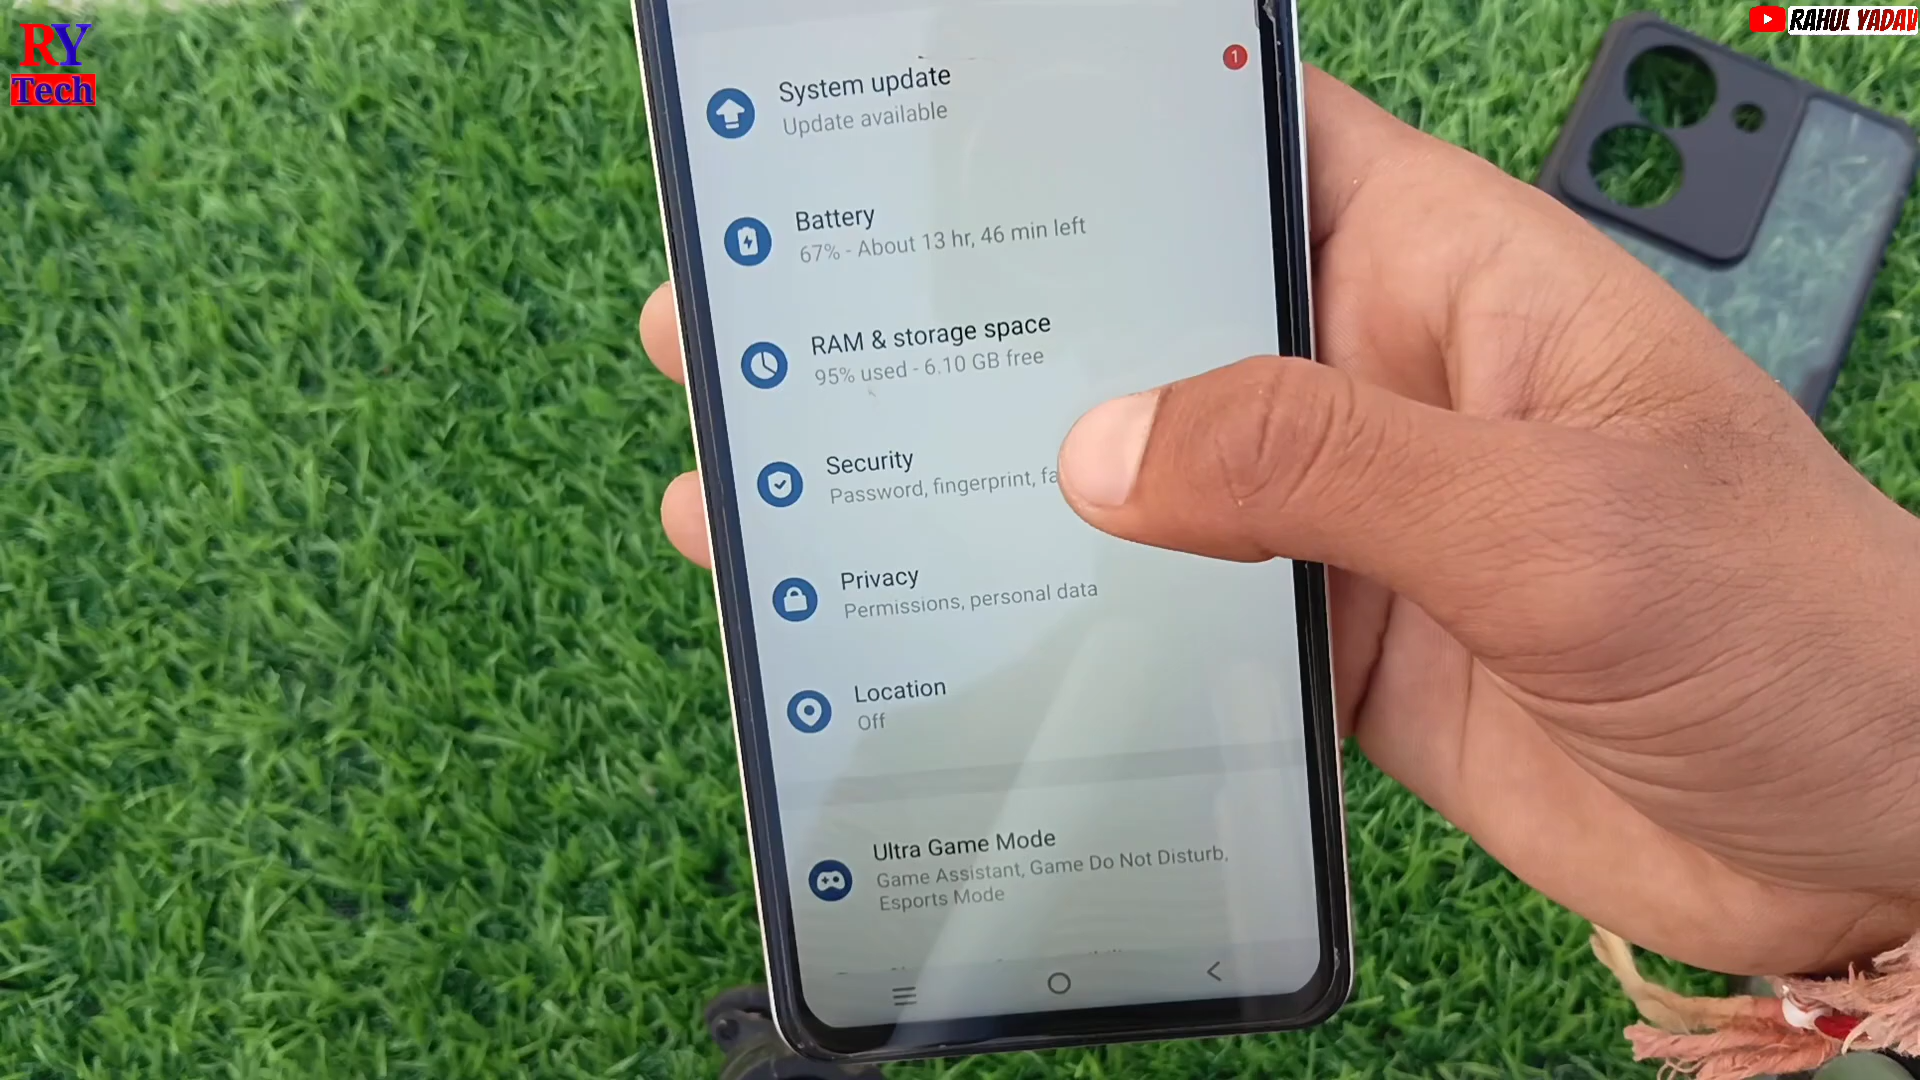 RY
Tech
RAHUL YADAV
System update
Update available
1
Battery
67% - About 13 hr, 46 min left
RAM & storage space
95% used - 6.10 GB free
Security
Password, fingerprint,
Privacy
Permissions, personal data
Location
Off
Ultra Game Mode
Game Assistant, Game Do Not Disturb,
Esports Mode